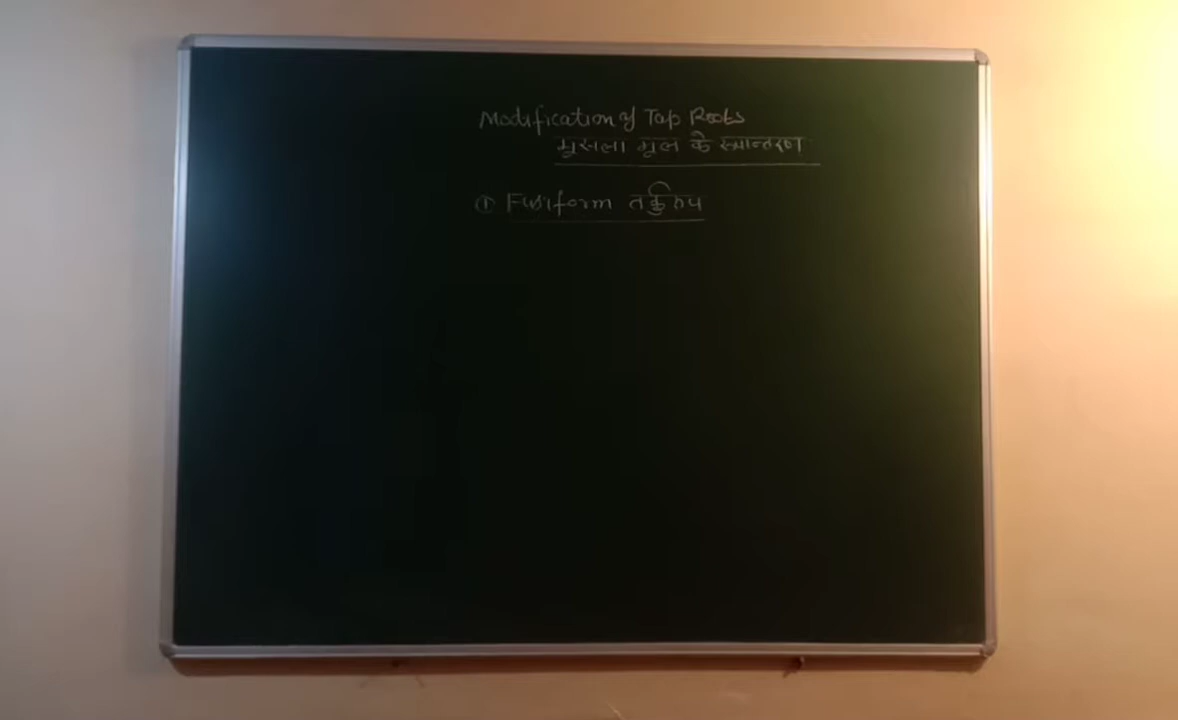 Modification of Tap Roots
मुसला मूल के रूपान्तरण
① Fusiform तर्कुरुप